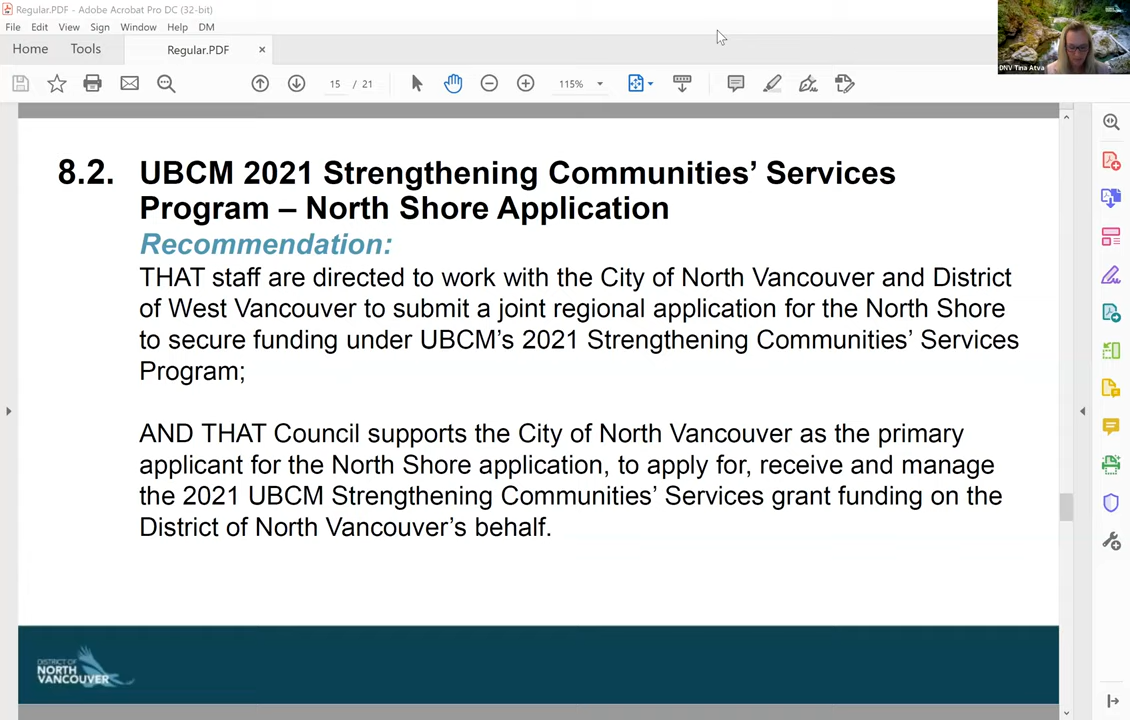 Regular.PDF - Adobe Acrobat Pro DC (32-bit)
File Edit View Sign Window Help DM
Home Tools Regular.PDF ×
15 / 21 115%
DNV Tina Atva
8.2. UBCM 2021 Strengthening Communities' Services
Program – North Shore Application
Recommendation:
THAT staff are directed to work with the City of North Vancouver and District
of West Vancouver to submit a joint regional application for the North Shore
to secure funding under UBCM's 2021 Strengthening Communities' Services
Program;
AND THAT Council supports the City of North Vancouver as the primary
applicant for the North Shore application, to apply for, receive and manage
the 2021 UBCM Strengthening Communities' Services grant funding on the
District of North Vancouver's behalf.
DISTRICT OF
NORTH
VANCOUVER